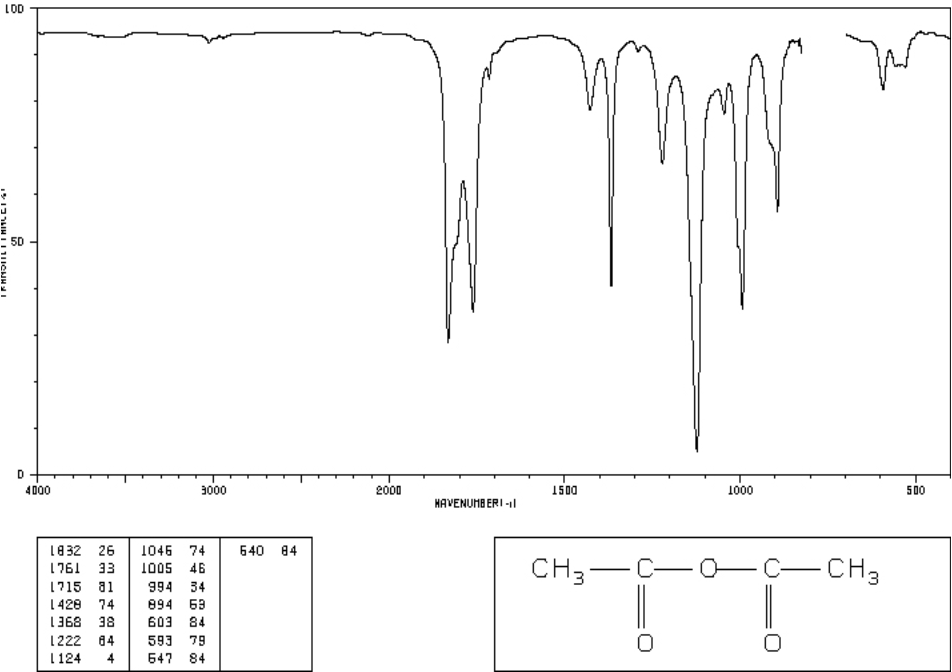 100
50
0
4000 3000 2000 1500 1000 500
WAVENUMBER(-1)
1832 26 1046 74 540 84
1761 33 1005 46
1715 81 994 34
1428 74 894
1368 38 603 84
1222 64 593 79
1124 4 547 84
CH3 C O C CH3
O O